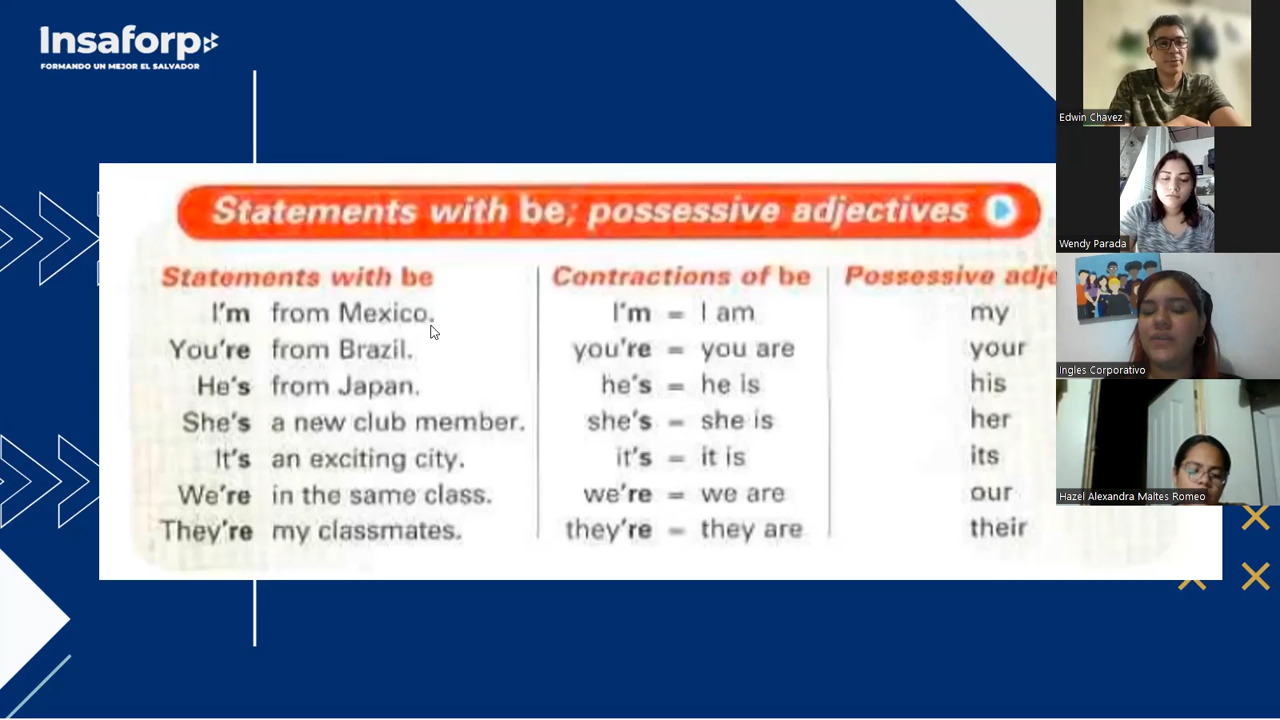 Insaforp
FORMANDO UN MEJOR EL SALVADOR
Statements with be; possessive adjectives
Statements with be
I'm from Mexico.
You're from Brazil.
He's from Japan.
She's a new club member.
It's an exciting city.
We're in the same class.
They're my classmates.
Contractions of be
I'm = I am
you're = you are
he's = he is
she's = she is
it's = it is
we're = we are
they're = they are
Possessive adje
my
your
his
her
its
our
their
Edwin Chavez
Wendy Parada
Ingles Corporativo
Hazel Alexandra Maltes Romeo